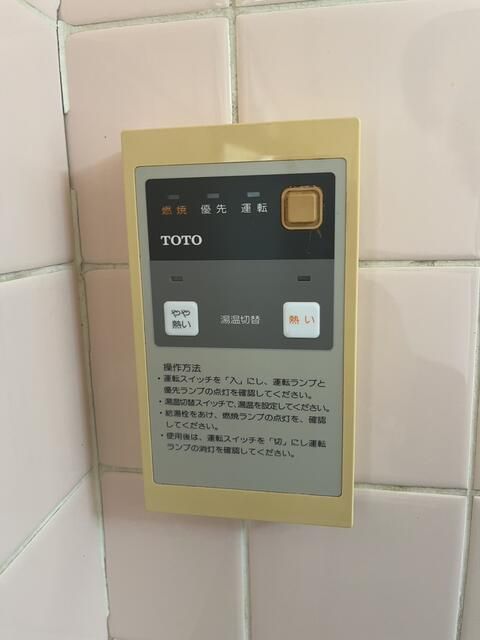 燃焼 優先 運転
TOTO
やや
熱い
湯温切替
熱い
操作方法
・運転スイッチを「入」にし、運転ランプと
優先ランプの点灯を確認してください。
・湯温切替スイッチで、湯温を設定してください。
・給湯栓をあけ、燃焼ランプの点灯を、確認
してください。
・使用後は、運転スイッチを「切」にし運転
ランプの消灯を確認してください。